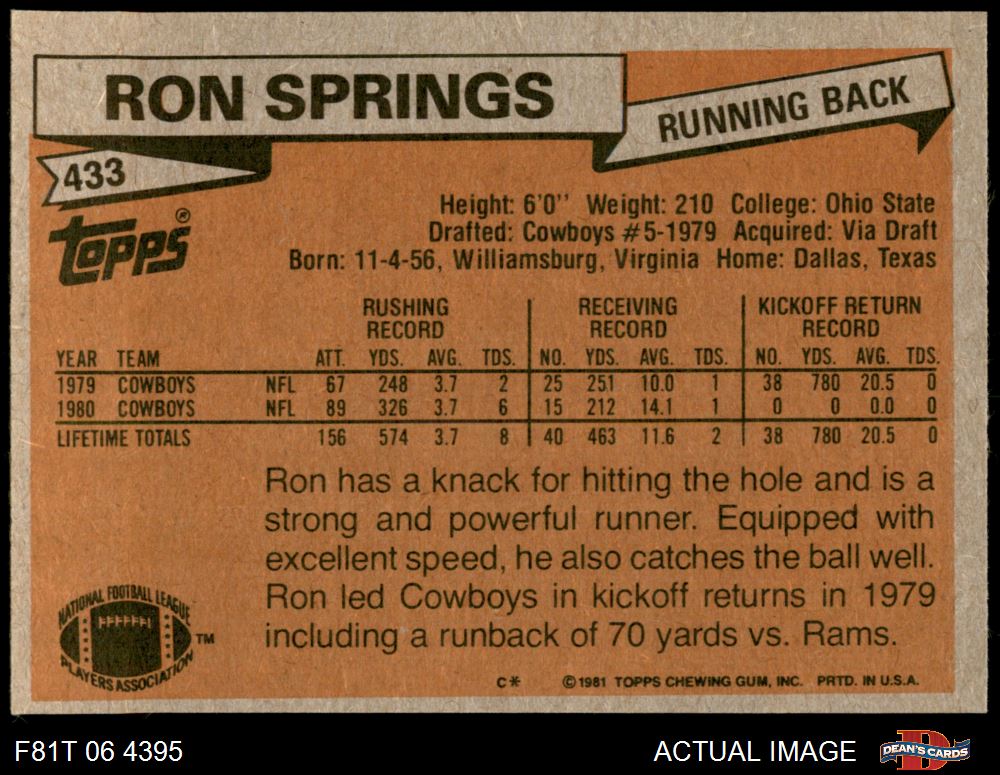 RON SPRINGS
RUNNING BACK
433
Topps®
Height: 6'0'' Weight: 210 College: Ohio State
Drafted: Cowboys #5-1979 Acquired: Via Draft
Born: 11-4-56, Williamsburg, Virginia Home: Dallas, Texas
RUSHING RECORD RECEIVING RECORD KICKOFF RETURN RECORD
YEAR TEAM ATT. YDS. AVG. TDS. NO. YDS. AVG. TDS. NO. YDS. AVG. TDS.
1979 COWBOYS NFL 67 248 3.7 2 25 251 10.0 1 38 780 20.5 0
1980 COWBOYS NFL 89 326 3.7 6 15 212 14.1 1 0 0 0.0 0
LIFETIME TOTALS 156 574 3.7 8 40 463 11.6 2 38 780 20.5 0
Ron has a knack for hitting the hole and is a
strong and powerful runner. Equipped with
excellent speed, he also catches the ball well.
Ron led Cowboys in kickoff returns in 1979
including a runback of 70 yards vs. Rams.
NATIONAL FOOTBALL LEAGUE
NFLPA
PLAYERS ASSOCIATION
TM
C* ©1981 TOPPS CHEWING GUM, INC. PRTD. IN U.S.A.
F81T 06 4395
ACTUAL IMAGE
D
DEAN'S CARDS